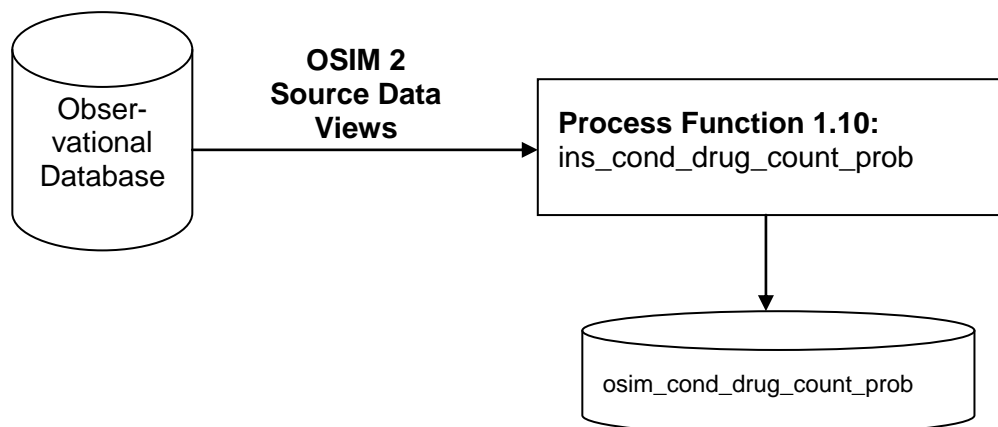 Obser-
vational
Database
OSIM 2
Source Data
Views
Process Function 1.10:
ins_cond_drug_count_prob
osim_cond_drug_count_prob